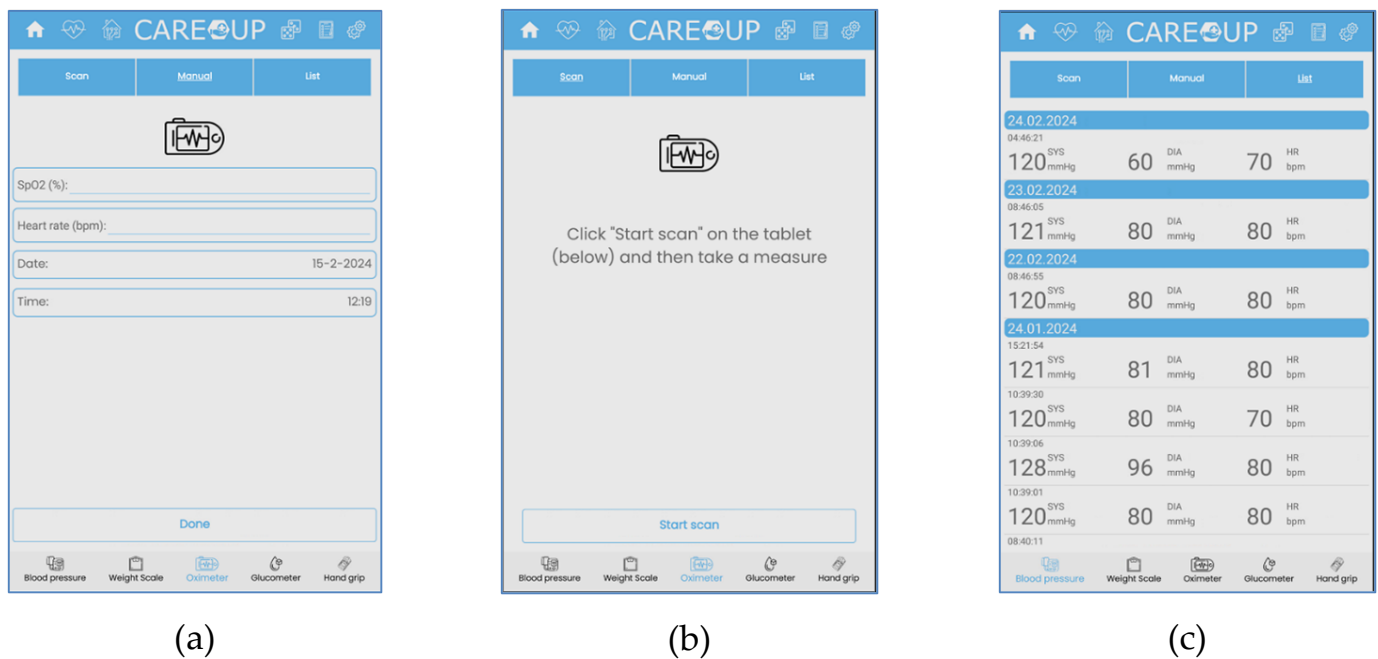 CARE UP
Scan Manual List
SpO2 (%):
Heart rate (bpm):
Date: 15-2-2024
Time: 12:19
Done
Blood pressure Weight Scale Oximeter Glucometer Hand grip
(a)
CARE UP
Scan Manual List
Click "Start scan" on the tablet
(below) and then take a measure
Start scan
Blood pressure Weight Scale Oximeter Glucometer Hand grip
(b)
CARE UP
Scan Manual List
24.02.2024
04:46:21
120 SYS mmHg 60 DIA mmHg 70 HR bpm
23.02.2024
08:46:05
121 SYS mmHg 80 DIA mmHg 80 HR bpm
22.02.2024
08:46:55
120 SYS mmHg 80 DIA mmHg 80 HR bpm
24.01.2024
15:21:54
121 SYS mmHg 81 DIA mmHg 80 HR bpm
10:39:30
120 SYS mmHg 80 DIA mmHg 70 HR bpm
10:39:06
128 SYS mmHg 96 DIA mmHg 80 HR bpm
10:39:01
120 SYS mmHg 80 DIA mmHg 80 HR bpm
08:40:11
Blood pressure Weight Scale Oximeter Glucometer Hand grip
(c)